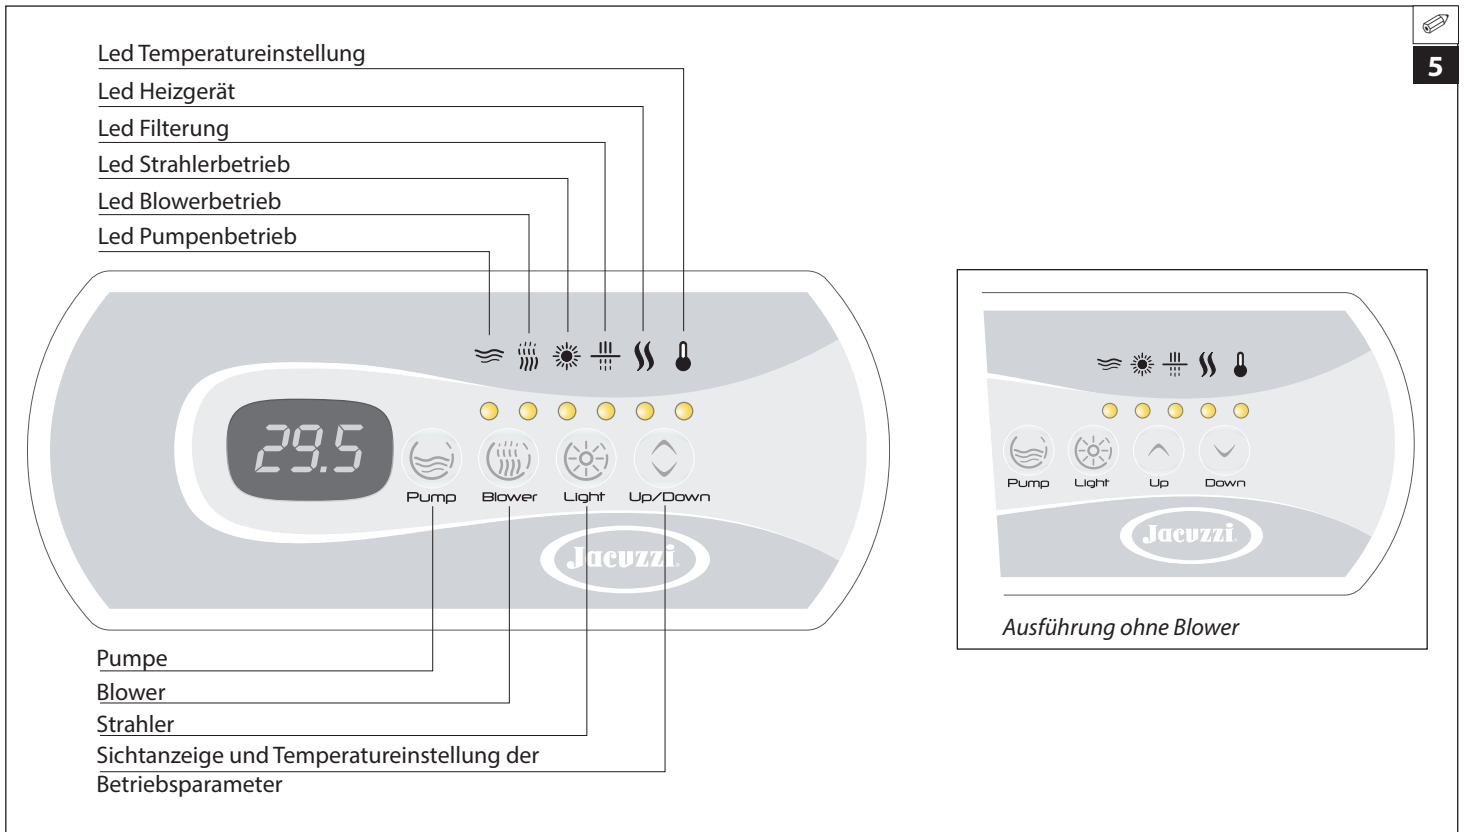 5
Led Temperatureinstellung
Led Heizgerät
Led Filterung
Led Strahlerbetrieb
Led Blowerbetrieb
Led Pumpenbetrieb
29.5
Pump Blower Light Up/Down
Jacuzzi
Pumpe
Blower
Strahler
Sichtanzeige und Temperatureinstellung der
Betriebsparameter
Pump Light Up Down
Jacuzzi
Ausführung ohne Blower